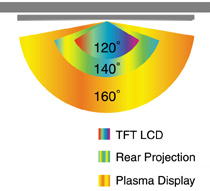 120°
140°
160°
TFT LCD
Rear Projection
Plasma Display